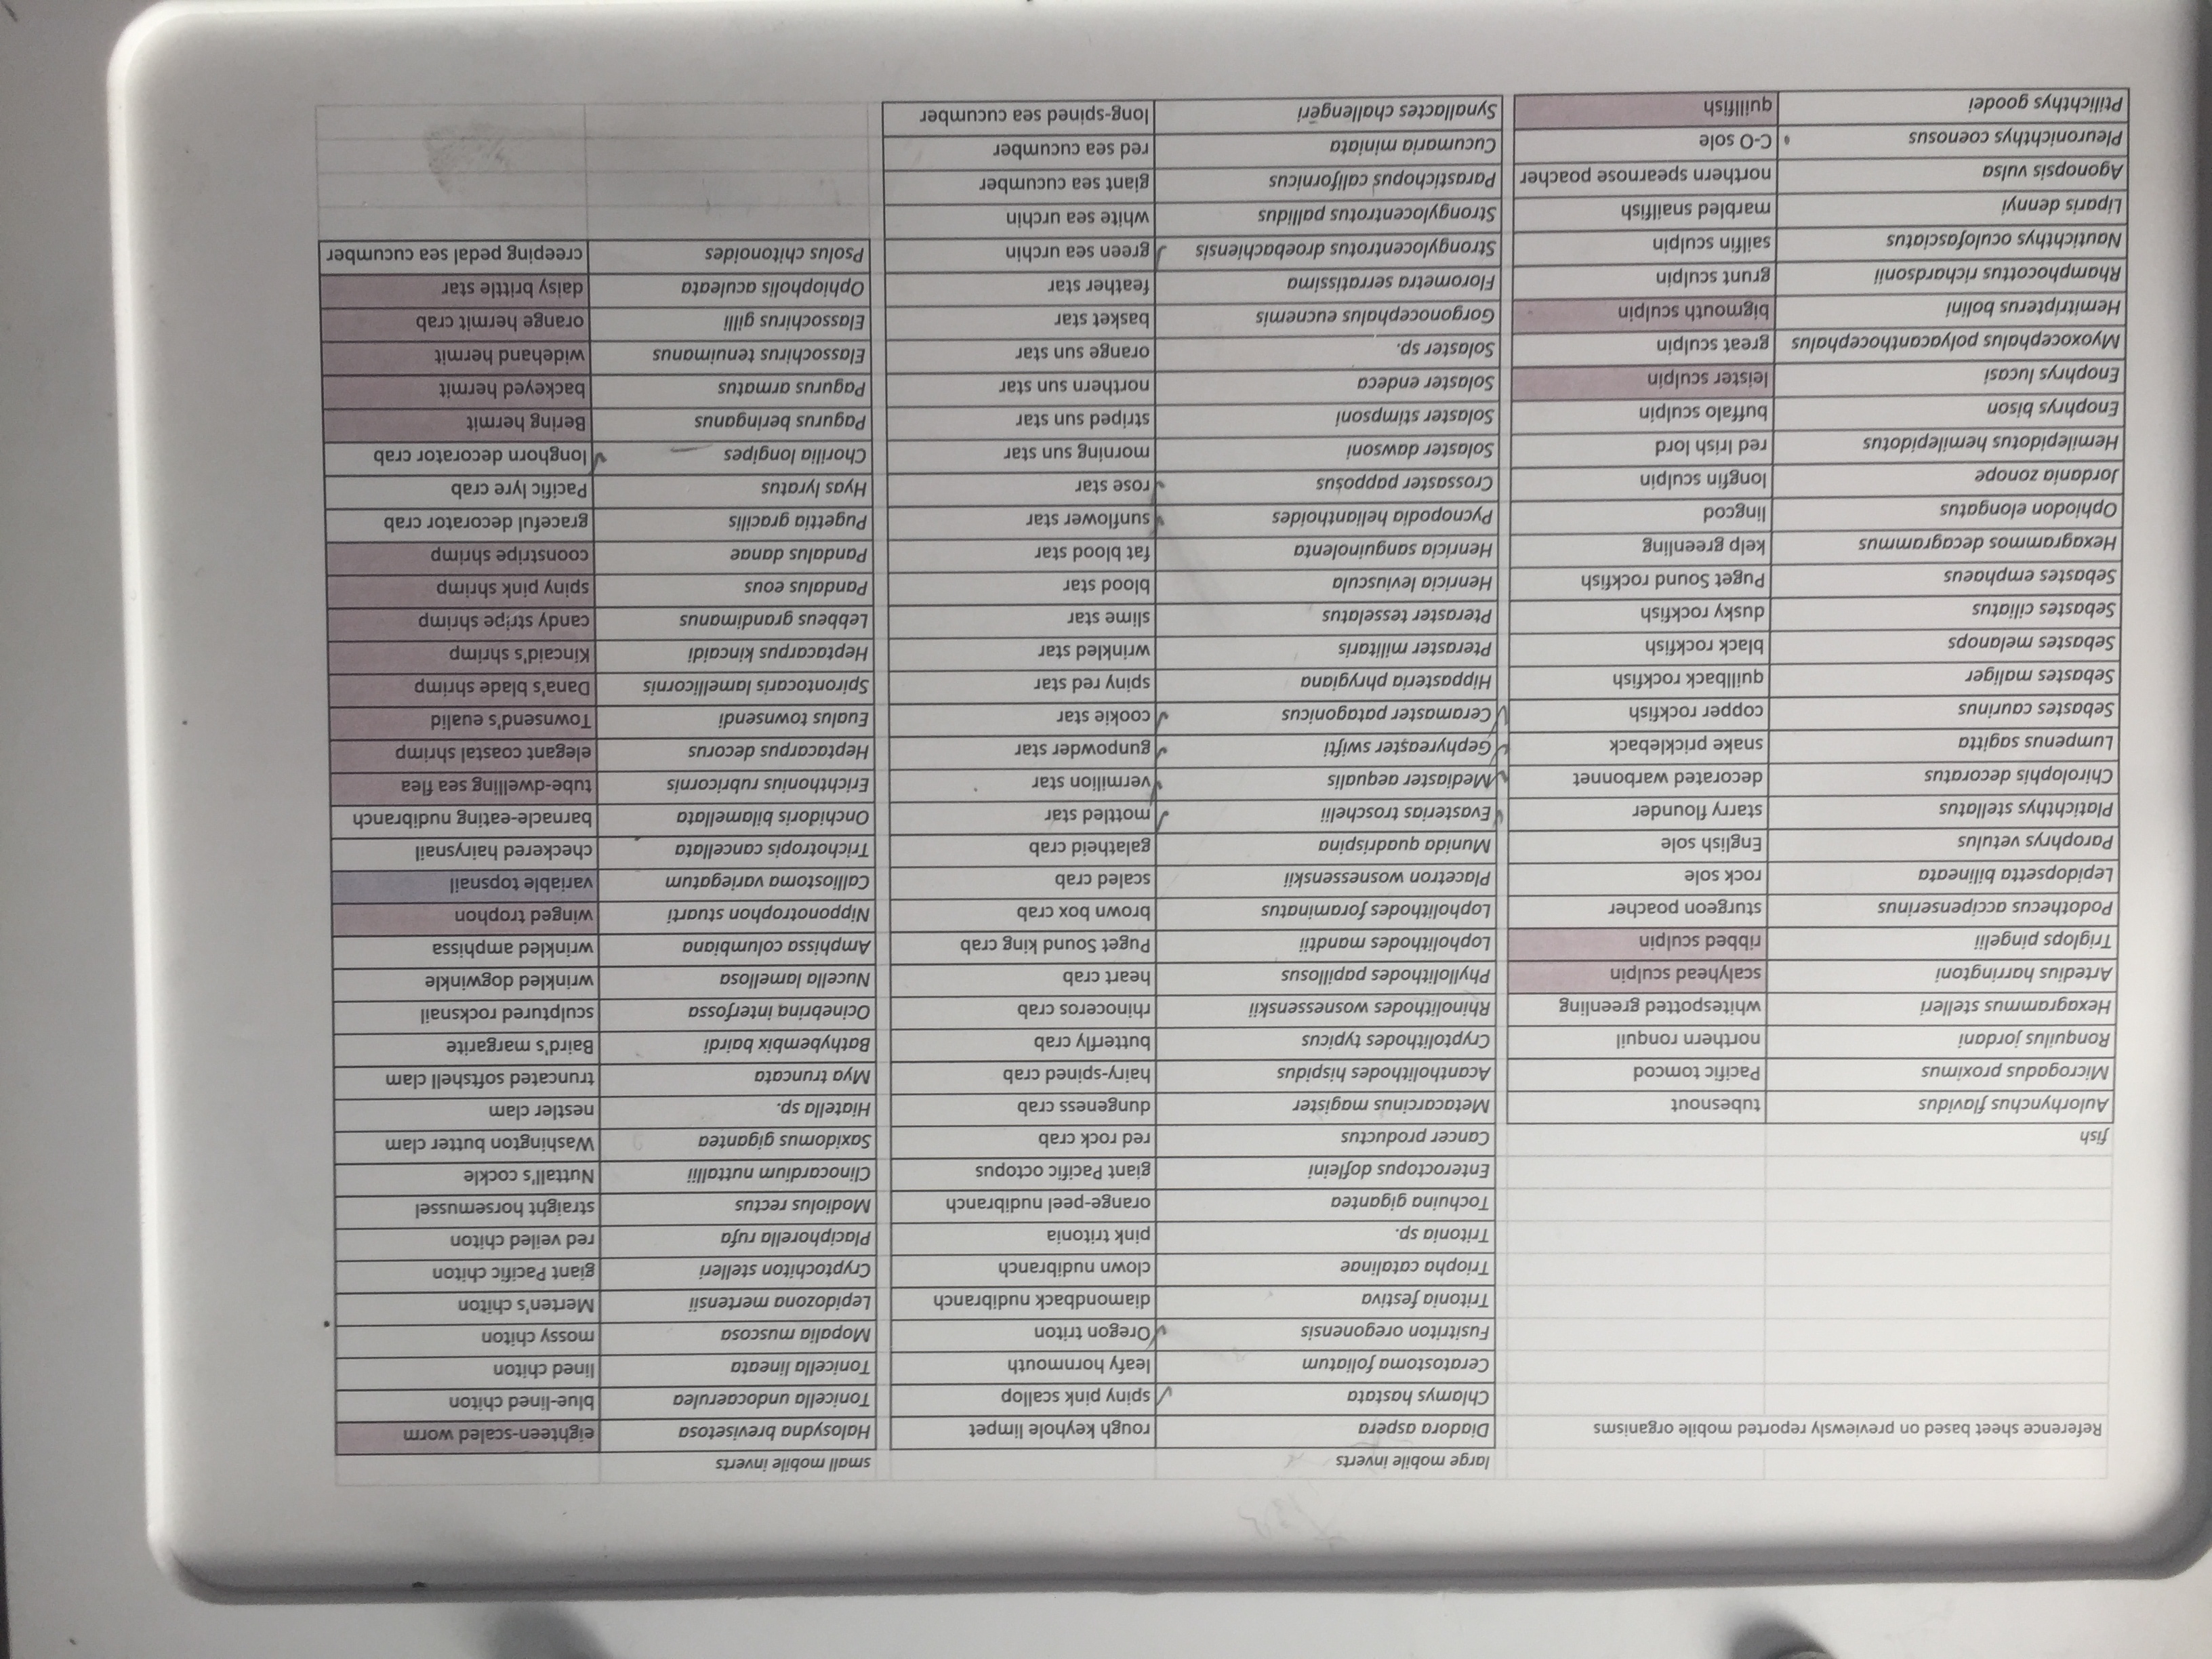 Reference sheet based on previewsly reported mobile organisms
fish
Aulorhynchus flavidus tubesnout
Microgadus proximus Pacific tomcod
Ronquilus jordani northern ronquil
Hexagrammus stelleri whitespotted greenling
Artedius harringtoni scalyhead sculpin
Triglops pingelii ribbed sculpin
Podothecus accipenserinus sturgeon poacher
Lepidopsetta bilineata rock sole
Parophrys vetulus English sole
Platichthys stellatus starry flounder
Chirolophis decoratus decorated warbonnet
Lumpenus sagitta snake prickleback
Sebastes caurinus copper rockfish
Sebastes maliger quillback rockfish
Sebastes melanops black rockfish
Sebastes ciliatus dusky rockfish
Sebastes emphaeus Puget Sound rockfish
Hexagrammos decagrammus kelp greenling
Ophiodon elongatus lingcod
Jordania zonope longfin sculpin
Hemilepidotus hemilepidotus red Irish lord
Enophrys bison buffalo sculpin
Enophrys lucasi leister sculpin
Myoxocephalus polyacanthocephalus great sculpin
Hemitripterus bolini bigmouth sculpin
Rhamphocottus richardsonii grunt sculpin
Nautichthys oculofasciatus sailfin sculpin
Liparis dennyi marbled snailfish
Agonopsis vulsa northern spearnose poacher
Pleuronichthys coenosus C-O sole
Ptilichthys goodei quillfish
large mobile inverts
Diadora aspera rough keyhole limpet
Chlamys hastata ✓ spiny pink scallop
Ceratostoma foliatum leafy hornmouth
Fusitriton oregonensis ✓ Oregon triton
Tritonia festiva diamondback nudibranch
Triopha catalinae clown nudibranch
Tritonia sp. pink tritonia
Tochuina gigantea orange-peel nudibranch
Enteroctopus dofleini giant Pacific octopus
Cancer productus red rock crab
Metacarcinus magister dungeness crab
Acantholithodes hispidus hairy-spined crab
Cryptolithodes typicus butterfly crab
Rhinolithodes wosnessenskii rhinoceros crab
Phyllolithodes papillosus heart crab
Lopholithodes mandtii Puget Sound king crab
Lopholithodes foraminatus brown box crab
Placetron wosnessenskii scaled crab
Munida quadrispina galatheid crab
✓ Evasterias troschelii ✓ mottled star
✓ Mediaster aequalis ✓ vermilion star
✓ Gephyreaster swifti ✓ gunpowder star
✓ Ceramaster patagonicus ✓ cookie star
Hippasteria phrygiana spiny red star
Pteraster militaris wrinkled star
Pteraster tesselatus slime star
Henricia leviuscula blood star
Henricia sanguinolenta fat blood star
Pycnopodia helianthoides ✓ sunflower star
Crossaster papposus ✓ rose star
Solaster dawsoni morning sun star
Solaster stimpsoni striped sun star
Solaster endeca northern sun star
Solaster sp. orange sun star
Gorgonocephalus eucnemis basket star
Florometra serratissima feather star
Strongylocentrotus droebachiensis ✓ green sea urchin
Strongylocentrotus pallidus white sea urchin
Parastichopus californicus giant sea cucumber
Cucumaria miniata red sea cucumber
Synallactes challengeri long-spined sea cucumber
small mobile inverts
Halosydna brevisetosa eighteen-scaled worm
Tonicella undocaerulea blue-lined chiton
Tonicella lineata lined chiton
Mopalia muscosa mossy chiton
Lepidozona mertensii Merten's chiton
Cryptochiton stelleri giant Pacific chiton
Placiphorella rufa red veiled chiton
Modiolus rectus straight horsemussel
Clinocardium nuttallii Nuttall's cockle
Saxidomus gigantea Washington butter clam
Hiatella sp. nestler clam
Mya truncata truncated softshell clam
Bathybembix bairdi Baird's margarite
Ocinebrina interfossa sculptured rocksnail
Nucella lamellosa wrinkled dogwinkle
Amphissa columbiana wrinkled amphissa
Nipponotrophon stuarti winged trophon
Calliostoma variegatum variable topsnail
Trichotropis cancellata checkered hairysnail
Onchidoris bilamellata barnacle-eating nudibranch
Erichthonius rubricornis tube-dwelling sea flea
Heptacarpus decorus elegant coastal shrimp
Eualus townsendi Townsend's eualid
Spirontocaris lamellicornis Dana's blade shrimp
Heptacarpus kincaidi Kincaid's shrimp
Lebbeus grandimanus candy stripe shrimp
Pandalus eous spiny pink shrimp
Pandalus danae coonstripe shrimp
Pugettia gracilis graceful decorator crab
Hyas lyratus Pacific lyre crab
Chorilia longipes ✓ longhorn decorator crab
Pagurus beringanus Bering hermit
Pagurus armatus backeyed hermit
Elassochirus tenuimanus widehand hermit
Elassochirus gilli orange hermit crab
Ophiopholis aculeata daisy brittle star
Psolus chitonoides creeping pedal sea cucumber